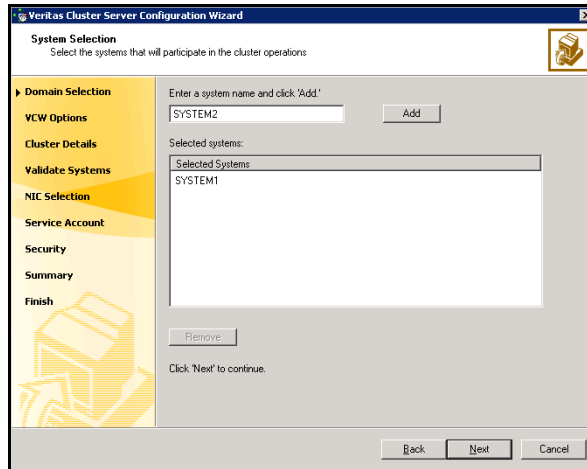 Veritas Cluster Server Configuration Wizard
System Selection
Select the systems that will participate in the cluster operations
Domain Selection
VCW Options
Cluster Details
Validate Systems
NIC Selection
Service Account
Security
Summary
Finish
Enter a system name and click 'Add.'
SYSTEM2
Add
Selected systems:
Selected Systems
SYSTEM1
Remove
Click 'Next' to continue.
Back
Next
Cancel